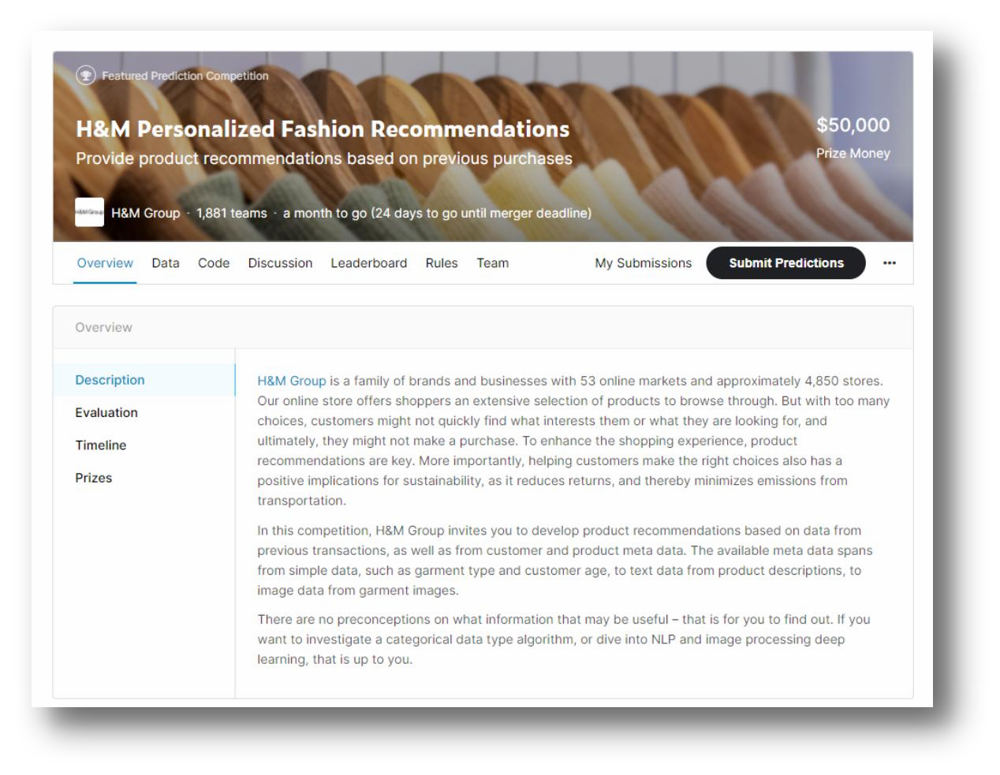 Featured Prediction Competition
H&M Personalized Fashion Recommendations
$50,000
Provide product recommendations based on previous purchases
Prize Money
H&M Group
H&M Group · 1,881 teams · a month to go (24 days to go until merger deadline)
Overview Data Code Discussion Leaderboard Rules Team My Submissions Submit Predictions •••
Overview
Description
Evaluation
Timeline
Prizes
H&M Group is a family of brands and businesses with 53 online markets and approximately 4,850 stores.
Our online store offers shoppers an extensive selection of products to browse through. But with too many
choices, customers might not quickly find what interests them or what they are looking for, and
ultimately, they might not make a purchase. To enhance the shopping experience, product
recommendations are key. More importantly, helping customers make the right choices also has a
positive implications for sustainability, as it reduces returns, and thereby minimizes emissions from
transportation.
In this competition, H&M Group invites you to develop product recommendations based on data from
previous transactions, as well as from customer and product meta data. The available meta data spans
from simple data, such as garment type and customer age, to text data from product descriptions, to
image data from garment images.
There are no preconceptions on what information that may be useful – that is for you to find out. If you
want to investigate a categorical data type algorithm, or dive into NLP and image processing deep
learning, that is up to you.